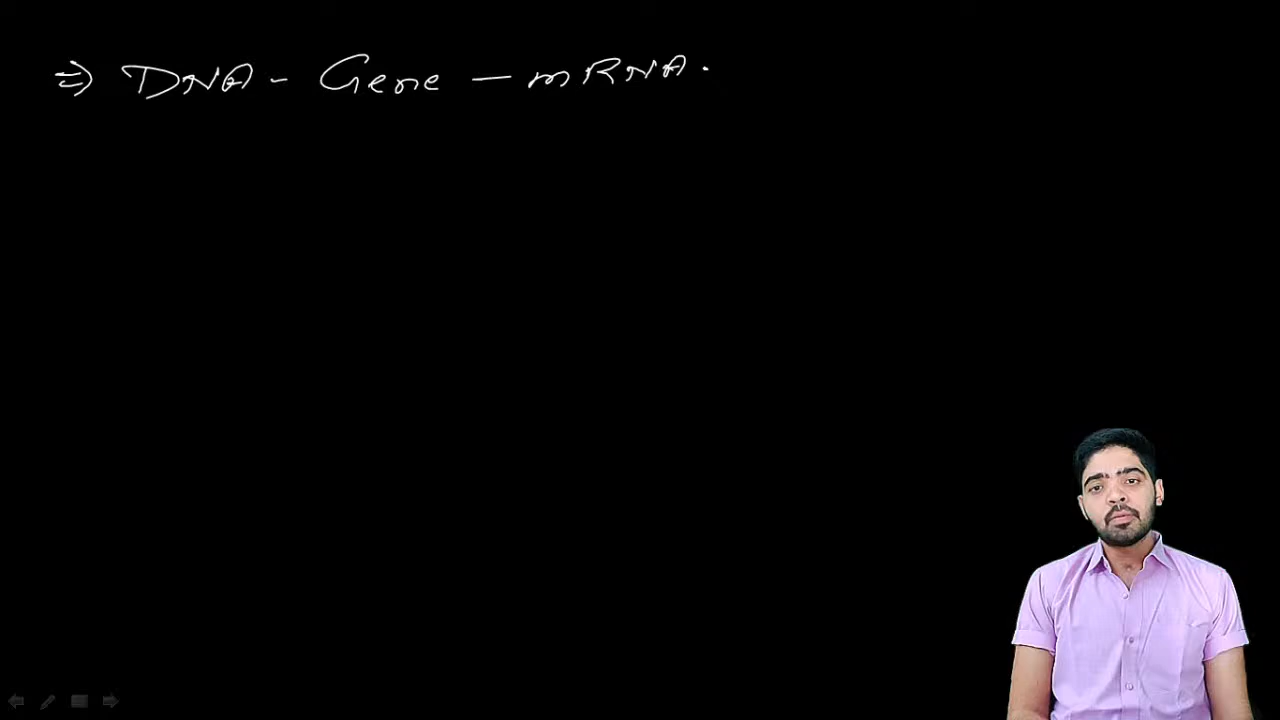 ⇒ DNA - Gene - mRNA.